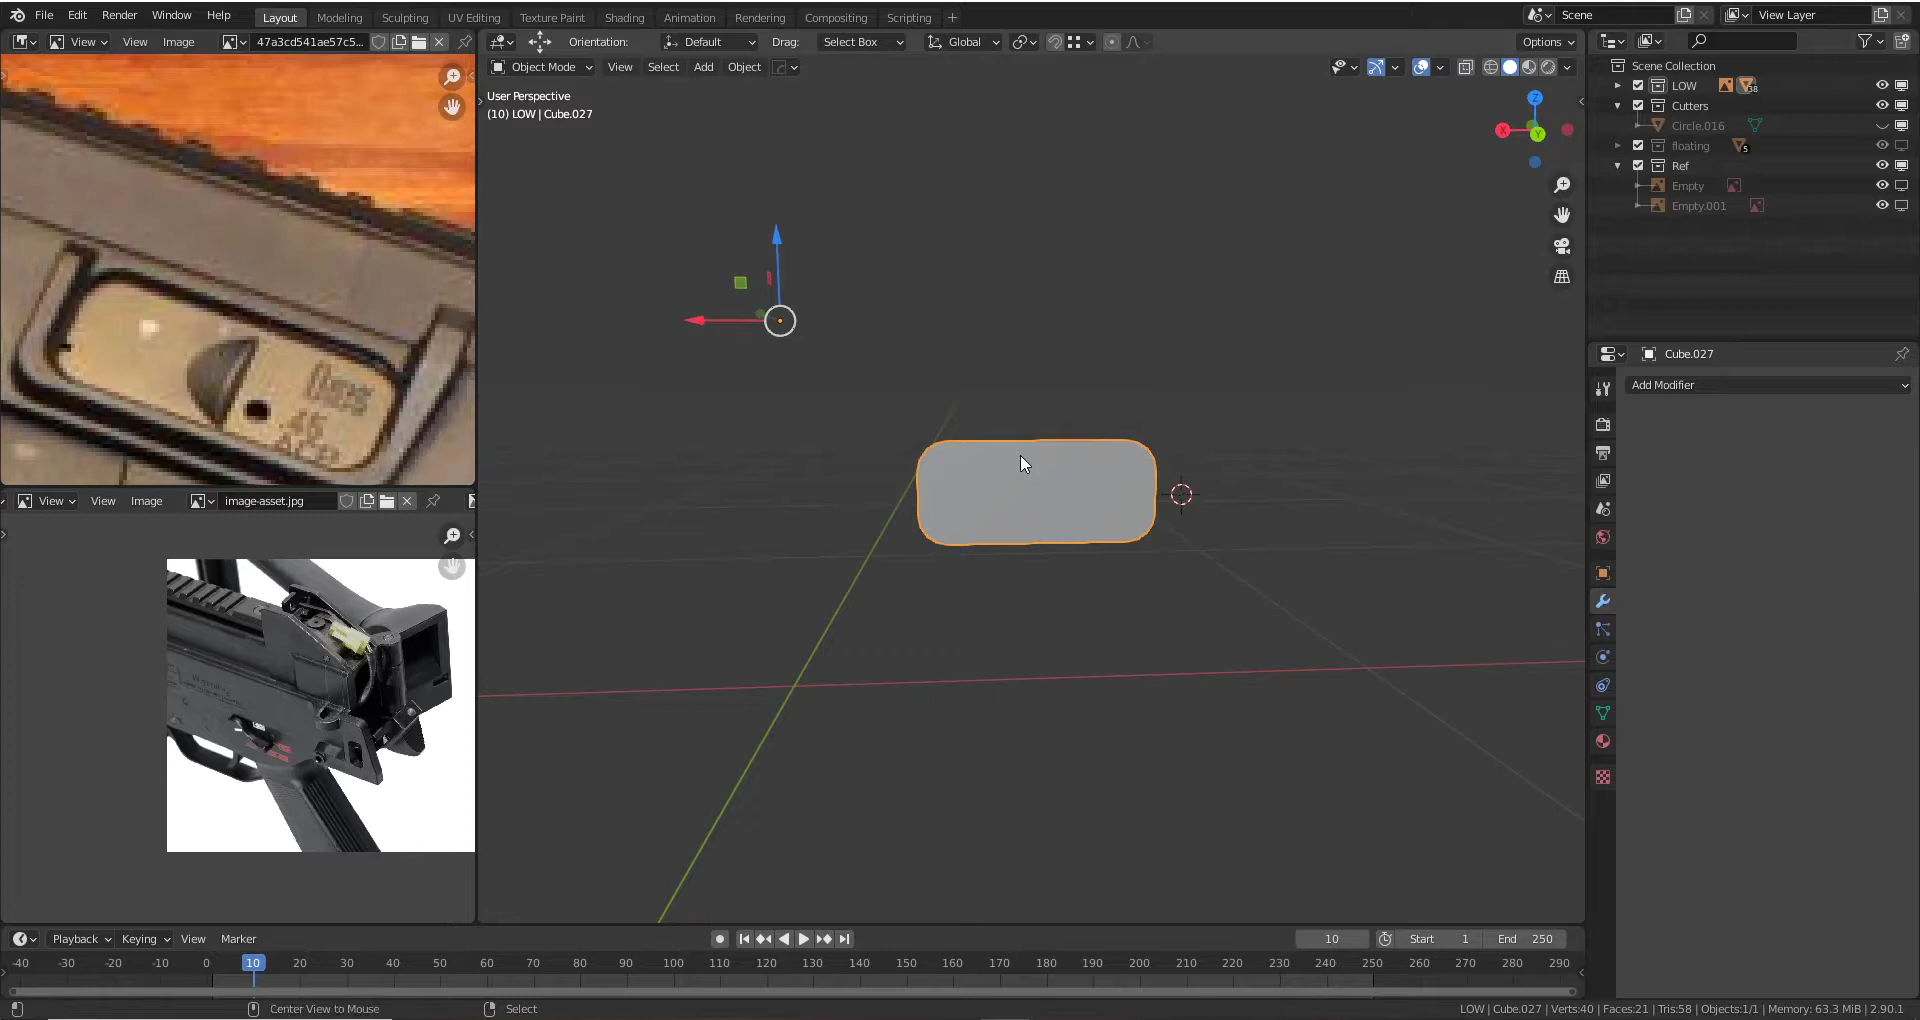 File Edit Render Window Help Layout Modeling Sculpting UV Editing Texture Paint Shading Animation Rendering Compositing Scripting + Scene View Layer
View View Image 47a3cd541ae57c5... Orientation: Default Drag: Select Box Global Options
Object Mode View Select Add Object
User Perspective
(10) LOW | Cube.027
Z
X
Y
Scene Collection
LOW 38
Cutters
Circle.016
floating 5
Ref
Empty
Empty.001
Cube.027
Add Modifier
45
View View Image image-asset.jpg
Playback Keying View Marker 10 Start 1 End 250
-40 -30 -20 -10 0 10 20 30 40 50 60 70 80 90 100 110 120 130 140 150 160 170 180 190 200 210 220 230 240 250 260 270 280 290
Center View to Mouse Select LOW | Cube.027 | Verts:40 | Faces:21 | Tris:58 | Objects:1/1 | Memory: 63.3 MiB | 2.90.1